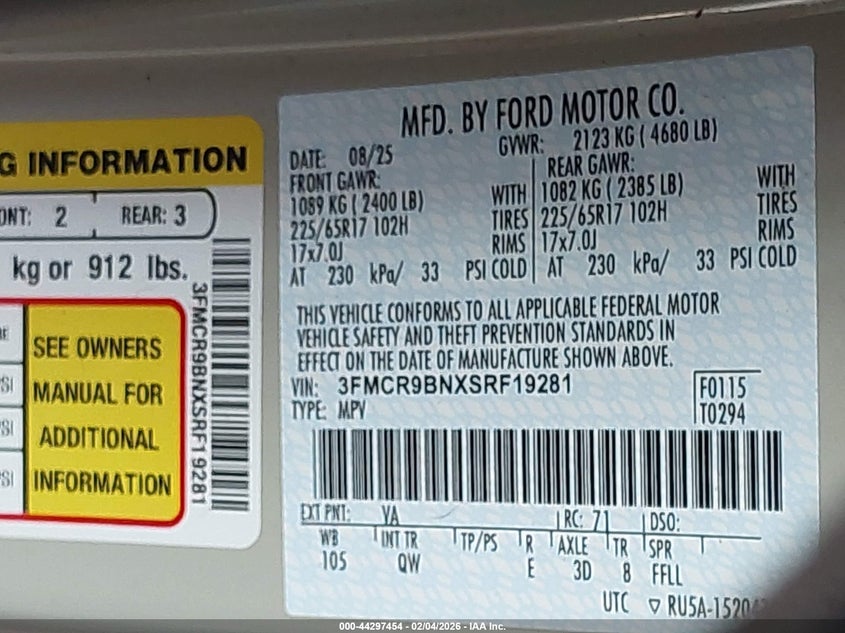 G INFORMATION
ONT: 2 REAR: 3
kg or 912 lbs.
SEE OWNERS
MANUAL FOR
ADDITIONAL
INFORMATION
3FMCR9BNXSRF19281
MFD. BY FORD MOTOR CO.
DATE: 08/25 GVWR: 2123 KG ( 4680 LB)
FRONT GAWR: REAR GAWR:
1089 KG ( 2400 LB) WITH 1082 KG ( 2385 LB) WITH
225/65R17 102H TIRES 225/65R17 102H TIRES
17x7.0J RIMS 17x7.0J RIMS
AT 230 kPa/ 33 PSI COLD AT 230 kPa/ 33 PSI COLD
THIS VEHICLE CONFORMS TO ALL APPLICABLE FEDERAL MOTOR
VEHICLE SAFETY AND THEFT PREVENTION STANDARDS IN
EFFECT ON THE DATE OF MANUFACTURE SHOWN ABOVE.
VIN: 3FMCR9BNXSRF19281 F0115
TYPE: MPV T0294
EXT PNT: YA RC: 71 DSO:
WB INT TR TP/PS R AXLE TR SPR
105 QW E 3D 8 FFLL
UTC ▽ RU5A-15204
000-44297454 - 02/04/2026 - IAA Inc.